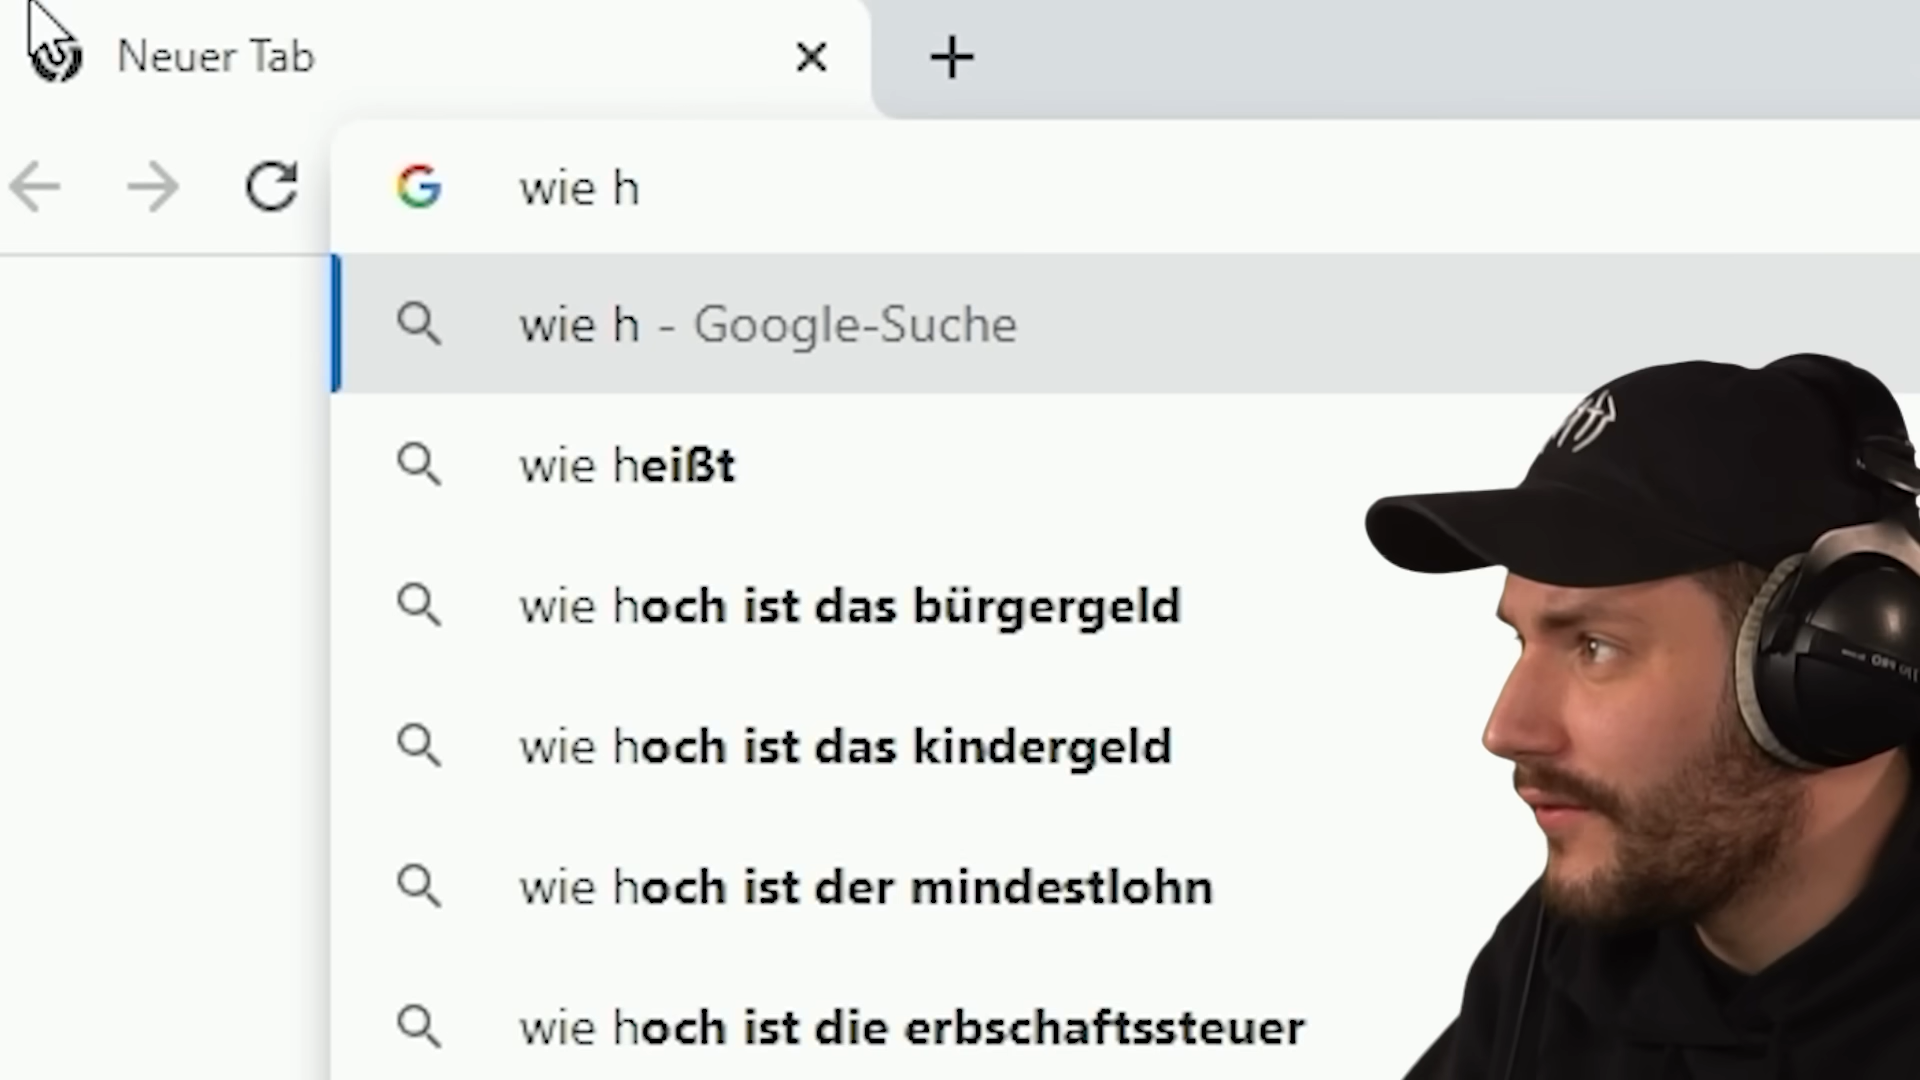 Neuer Tab
wie h
wie h - Google-Suche
wie heißt
wie hoch ist das bürgergeld
wie hoch ist das kindergeld
wie hoch ist der mindestlohn
wie hoch ist die erbschaftssteuer